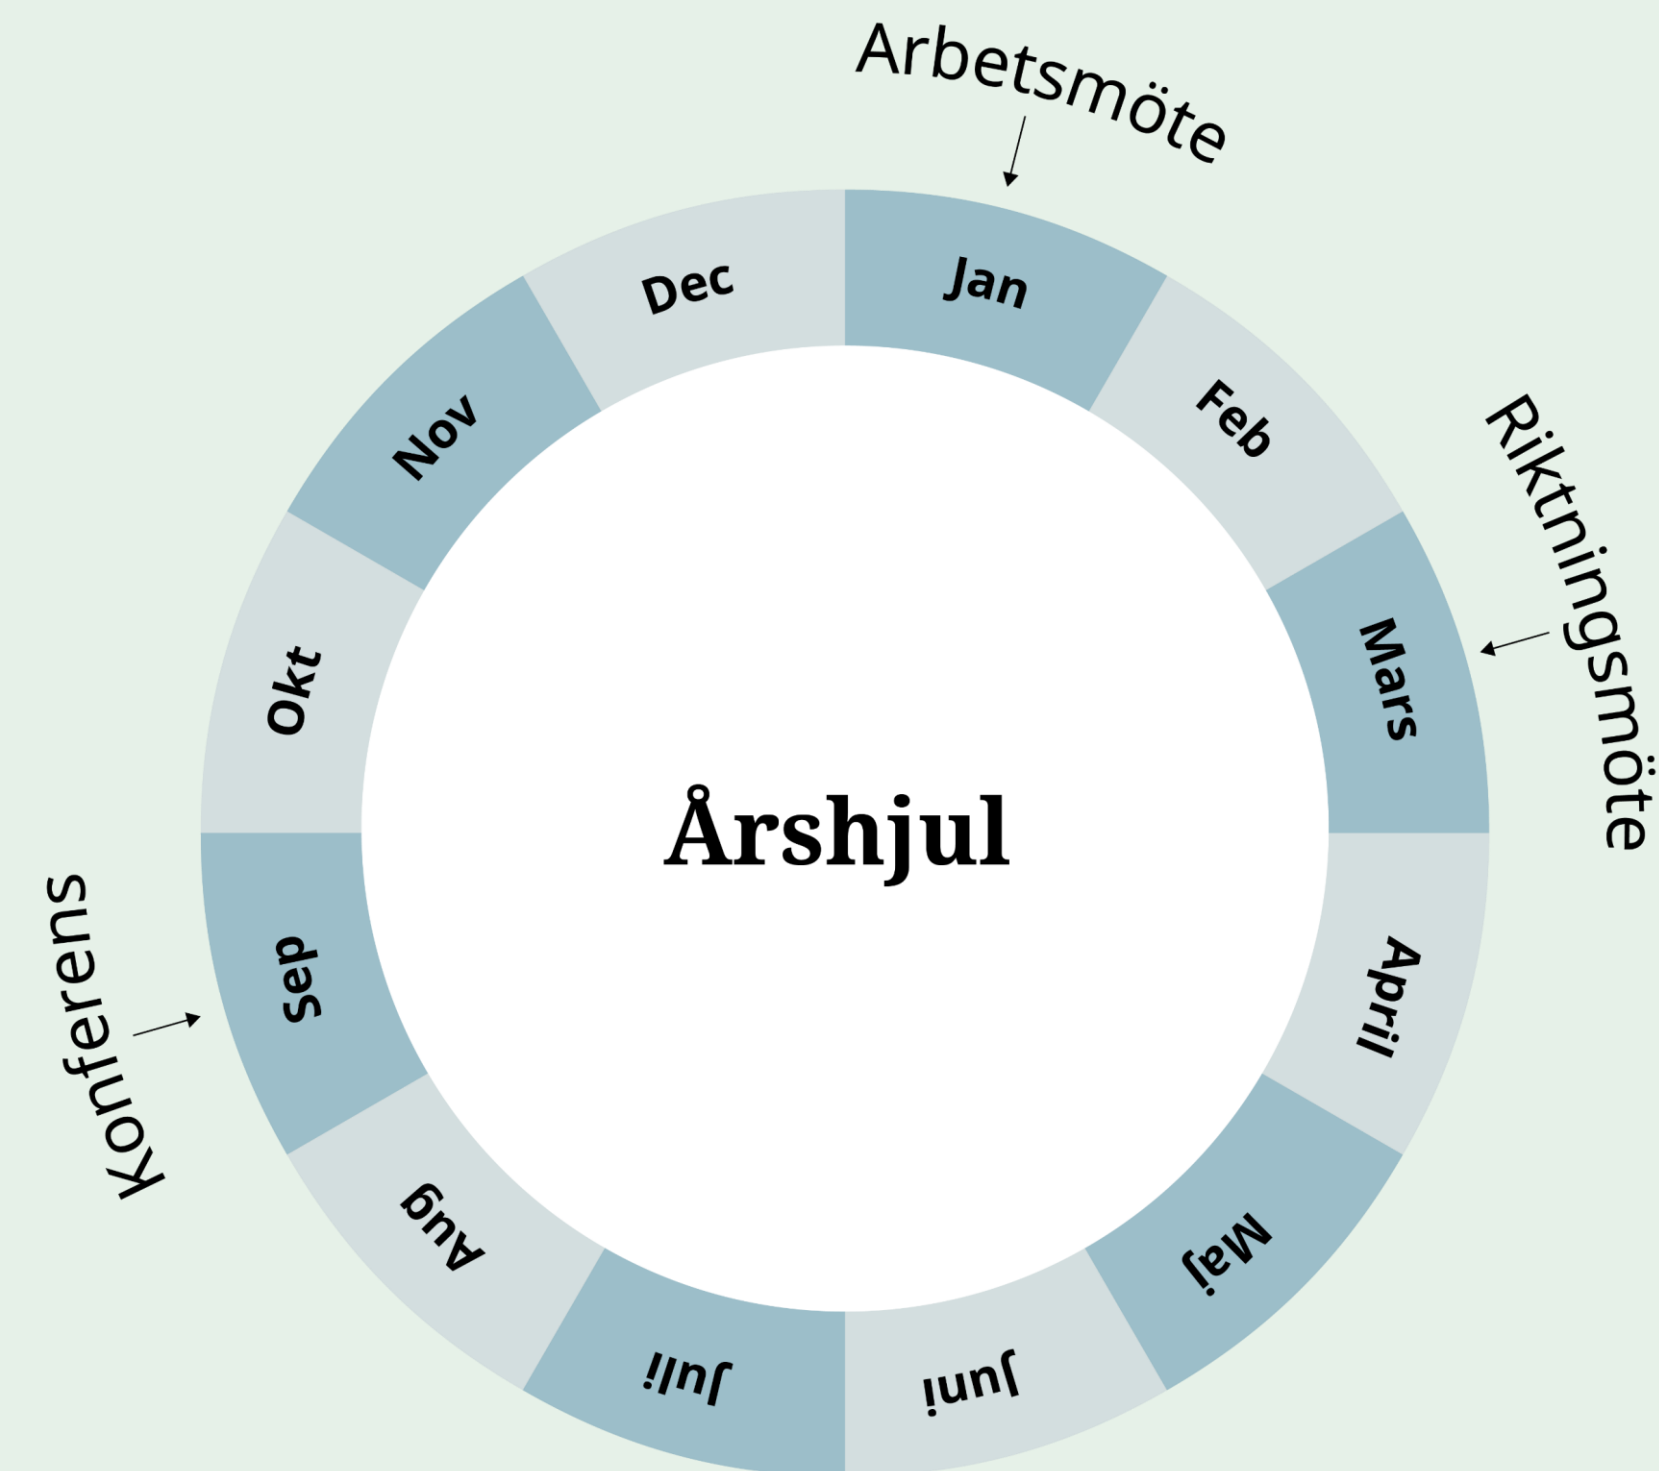 Arbetsmöte
Jan
Feb
Riktningsmöte
Mars
April
Maj
Juni
Juli
Aug
Konferens
Sep
Okt
Nov
Dec
Årshjul